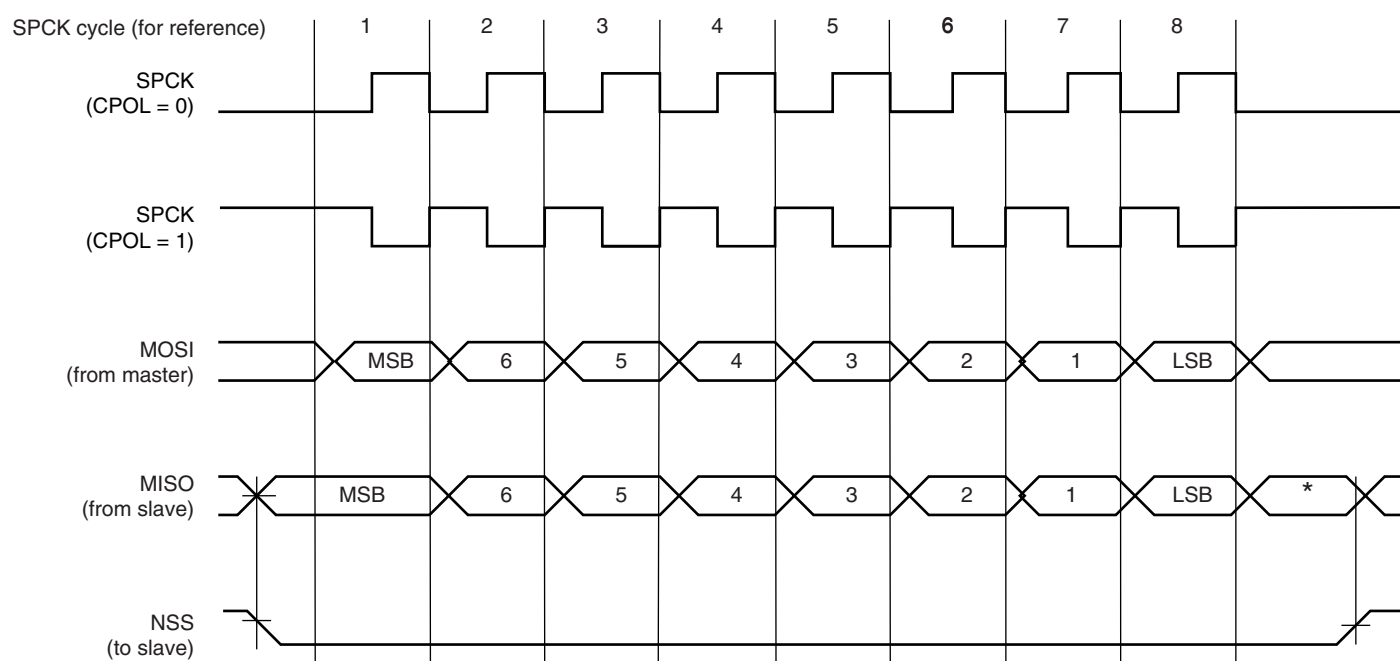 SPCK cycle (for reference) 1 2 3 4 5 6 7 8
SPCK
(CPOL = 0)
SPCK
(CPOL = 1)
MOSI
(from master)
MSB 6 5 4 3 2 1 LSB
MISO
(from slave)
MSB 6 5 4 3 2 1 LSB *
NSS
(to slave)